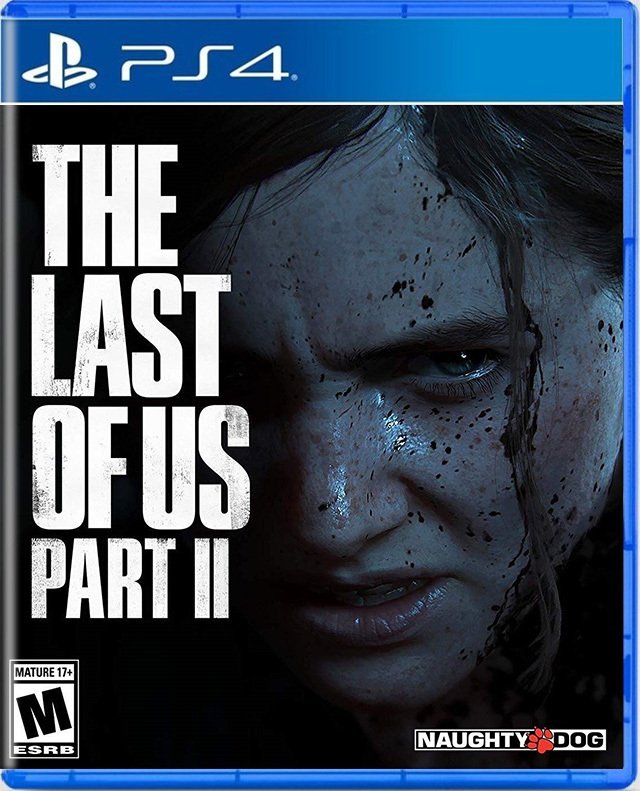 PS4
THE
LAST
OF US
PART II
MATURE 17+
M
ESRB
NAUGHTY DOG